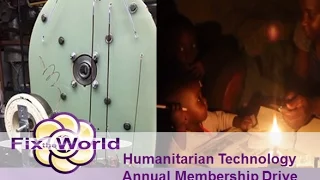 Fix the World
Humanitarian Technology
Annual Membership Drive